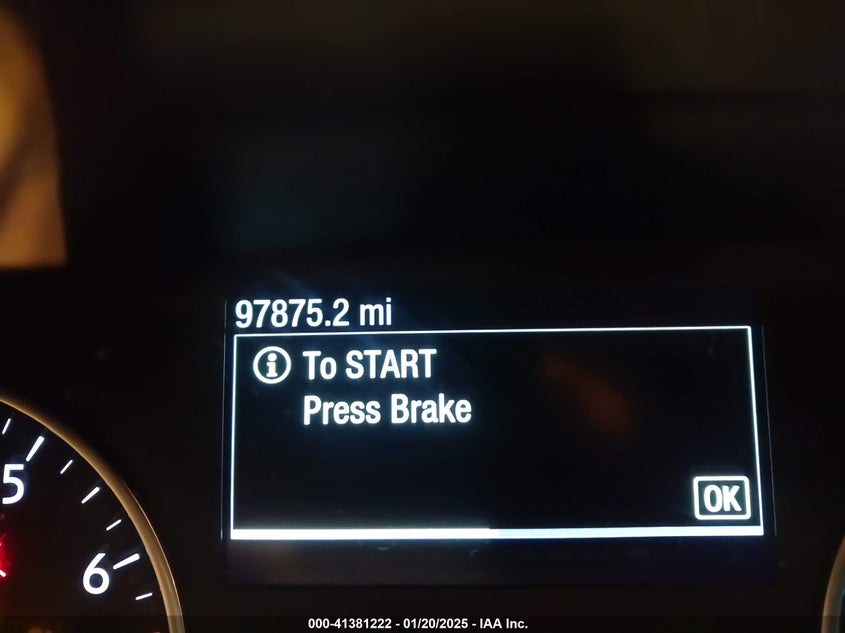 97875.2 mi
i To START
Press Brake
OK
5
6
000-41381222 - 01/20/2025 - IAA Inc.